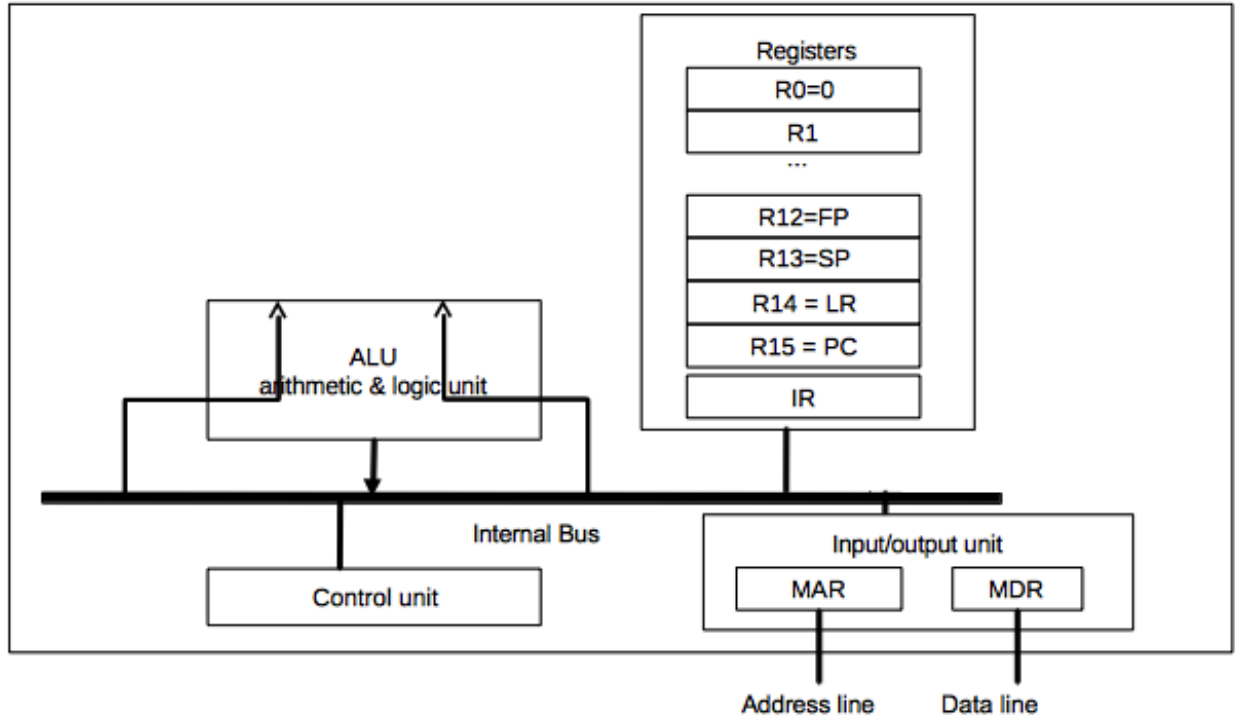 Registers
R0=0
R1
...
R12=FP
R13=SP
R14 = LR
R15 = PC
IR
ALU
arithmetic & logic unit
Internal Bus
Control unit
Input/output unit
MAR
MDR
Address line
Data line